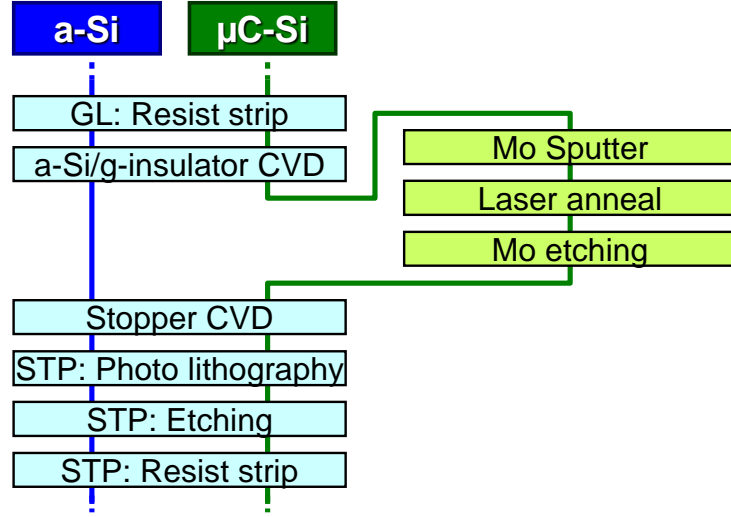 a-Si
µC-Si
GL: Resist strip
a-Si/g-insulator CVD
Mo Sputter
Laser anneal
Mo etching
Stopper CVD
STP: Photo lithography
STP: Etching
STP: Resist strip